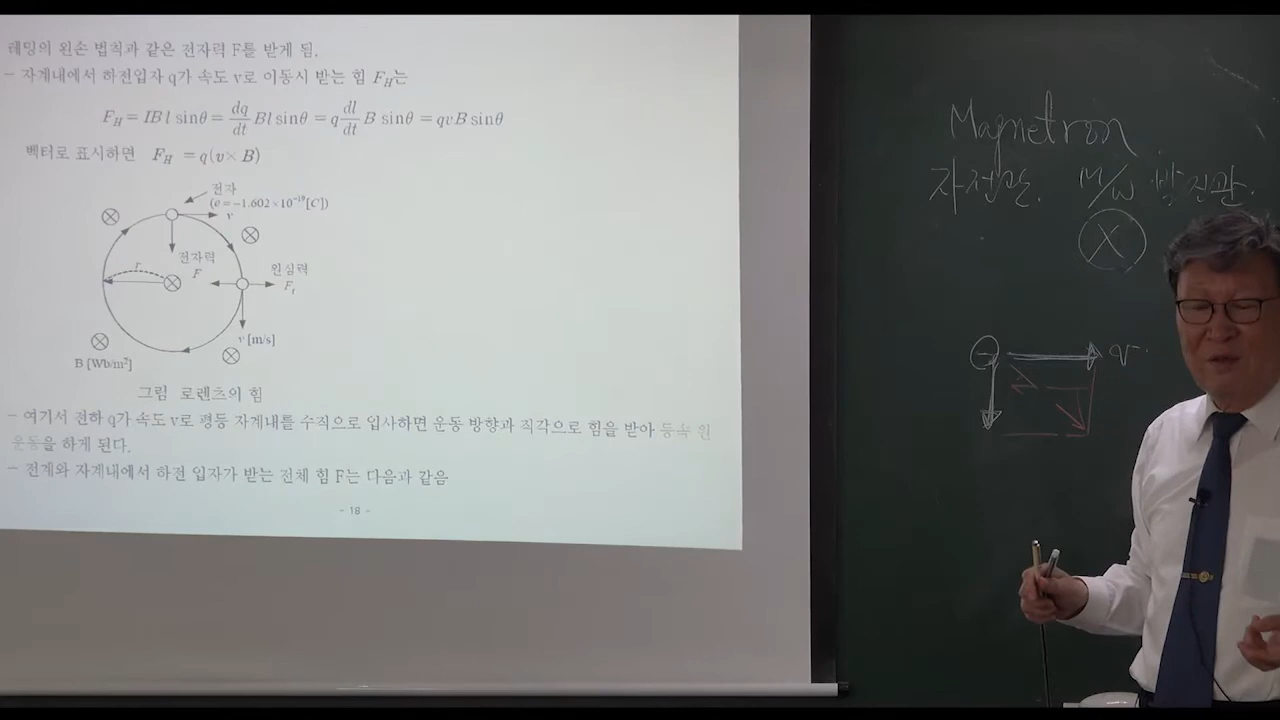 레밍의 왼손 법칙과 같은 전자력 F를 받게 됨.
- 자계내에서 하전입자 q가 속도 v로 이동시 받는 힘 F_H는
F_H = IBl sinθ = dq/dt Bl sinθ = q dl/dt B sinθ = qvB sinθ
벡터로 표시하면 F_H = q(v×B)
전자
(e=-1.602×10⁻¹⁹[C])
v
전자력
F
r
원심력
F_r
v [m/s]
B [Wb/m²]
그림 로렌츠의 힘
- 여기서 전하 q가 속도 v로 평등 자계내를 수직으로 입사하면 운동 방향과 직각으로 힘을 받아 등속 원
운동을 하게 된다.
- 전계와 자계내에서 하전 입자가 받는 전체 힘 F는 다음과 같음
- 18 -
Magnetron
자전관. M/W 발진관.
X
v